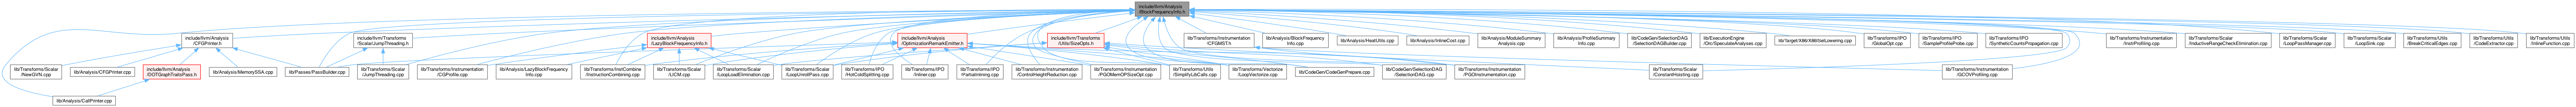 include/llvm/Analysis
/BlockFrequencyInfo.h
include/llvm/Analysis
/CFGPrinter.h
include/llvm/Transforms
/Scalar/JumpThreading.h
include/llvm/Analysis
/LazyBlockFrequencyInfo.h
include/llvm/Analysis
/OptimizationRemarkEmitter.h
include/llvm/Transforms
/Utils/SizeOpts.h
lib/Transforms/Instrumentation
/CFGMST.h
lib/Analysis/BlockFrequency
Info.cpp
lib/Analysis/HeatUtils.cpp
lib/Analysis/InlineCost.cpp
lib/Analysis/ModuleSummary
Analysis.cpp
lib/Analysis/ProfileSummary
Info.cpp
lib/CodeGen/SelectionDAG
/SelectionDAGBuilder.cpp
lib/ExecutionEngine
/Orc/SpeculateAnalyses.cpp
lib/Target/X86/X86ISelLowering.cpp
lib/Transforms/IPO
/GlobalOpt.cpp
lib/Transforms/IPO
/SampleProfileProbe.cpp
lib/Transforms/IPO
/SyntheticCountsPropagation.cpp
lib/Transforms/Instrumentation
/InstrProfiling.cpp
lib/Transforms/Scalar
/InductiveRangeCheckElimination.cpp
lib/Transforms/Scalar
/LoopPassManager.cpp
lib/Transforms/Scalar
/LoopSink.cpp
lib/Transforms/Utils
/BreakCriticalEdges.cpp
lib/Transforms/Utils
/CodeExtractor.cpp
lib/Transforms/Utils
/InlineFunction.cpp
lib/Transforms/Scalar
/NewGVN.cpp
lib/Analysis/CFGPrinter.cpp
include/llvm/Analysis
/DOTGraphTraitsPass.h
lib/Analysis/MemorySSA.cpp
lib/Passes/PassBuilder.cpp
lib/Transforms/Scalar
/JumpThreading.cpp
lib/Transforms/Instrumentation
/CGProfile.cpp
lib/Analysis/LazyBlockFrequency
Info.cpp
lib/Transforms/InstCombine
/InstructionCombining.cpp
lib/Transforms/Scalar
/LICM.cpp
lib/Transforms/Scalar
/LoopLoadElimination.cpp
lib/Transforms/Scalar
/LoopUnrollPass.cpp
lib/Transforms/IPO
/HotColdSplitting.cpp
lib/Transforms/IPO
/Inliner.cpp
lib/Transforms/IPO
/PartialInlining.cpp
lib/Transforms/Instrumentation
/ControlHeightReduction.cpp
lib/Transforms/Instrumentation
/PGOMemOPSizeOpt.cpp
lib/Transforms/Utils
/SimplifyLibCalls.cpp
lib/Transforms/Vectorize
/LoopVectorize.cpp
lib/CodeGen/CodeGenPrepare.cpp
lib/CodeGen/SelectionDAG
/SelectionDAG.cpp
lib/Transforms/Instrumentation
/PGOInstrumentation.cpp
lib/Transforms/Scalar
/ConstantHoisting.cpp
lib/Transforms/Instrumentation
/GCOVProfiling.cpp
lib/Analysis/CallPrinter.cpp